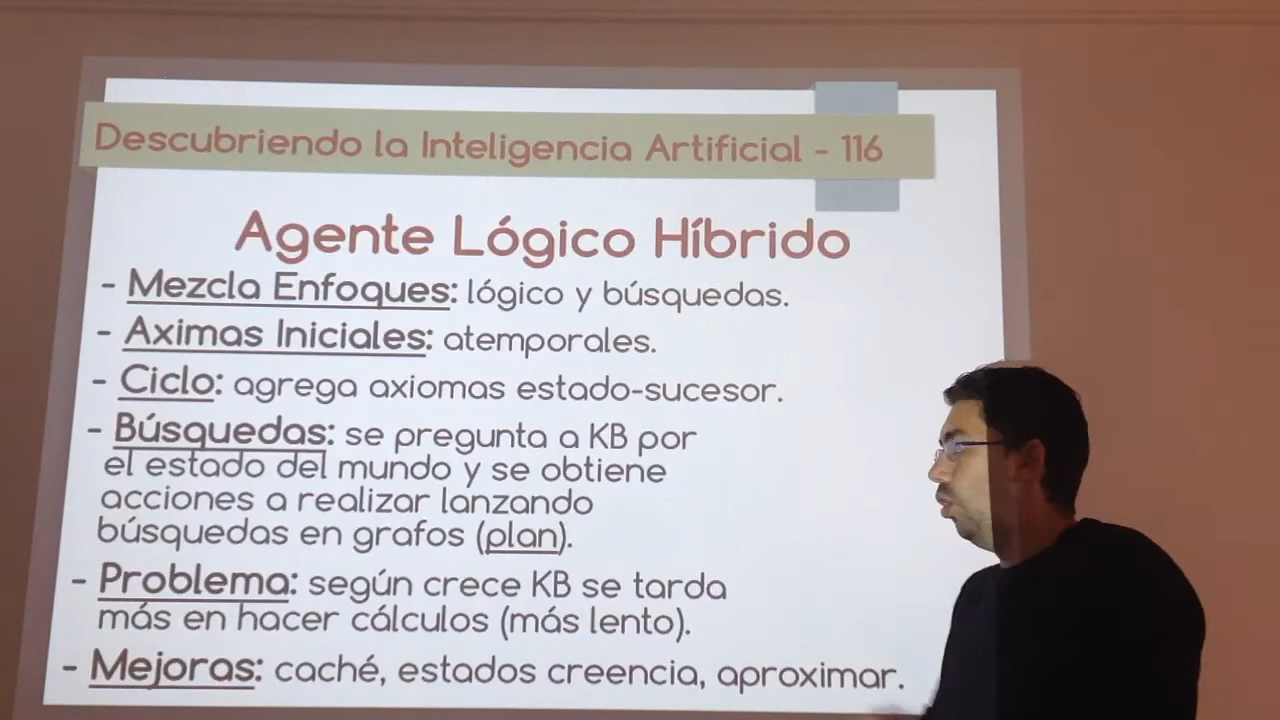 Descubriendo la Inteligencia Artificial - 116
Agente Lógico Híbrido
- Mezcla Enfoques: lógico y búsquedas.
- Aximas Iniciales: atemporales.
- Ciclo: agrega axiomas estado-sucesor.
- Búsquedas: se pregunta a KB por
el estado del mundo y se obtiene
acciones a realizar lanzando
búsquedas en grafos (plan).
- Problema: según crece KB se tarda
más en hacer cálculos (más lento).
- Mejoras: caché, estados creencia, aproximar.